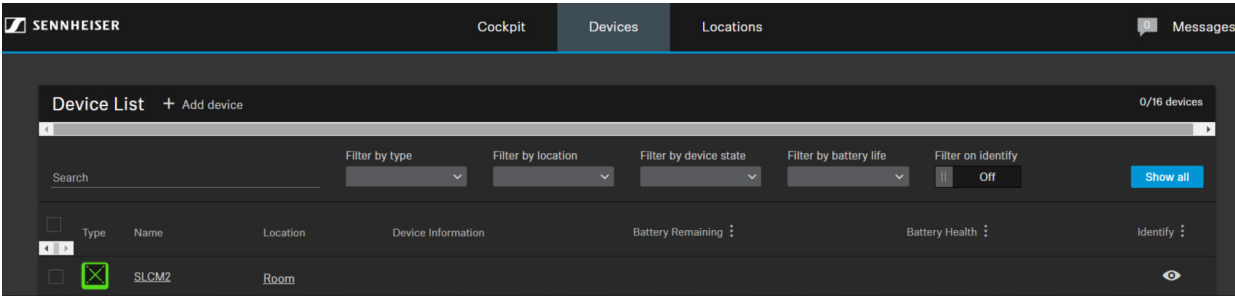 SENNHEISER Cockpit Devices Locations 0 Messages
Device List + Add device 0/16 devices
Filter by type Filter by location Filter by device state Filter by battery life Filter on identify
Search Off Show all
Type Name Location Device Information Battery Remaining Battery Health Identify
SLCM2 Room